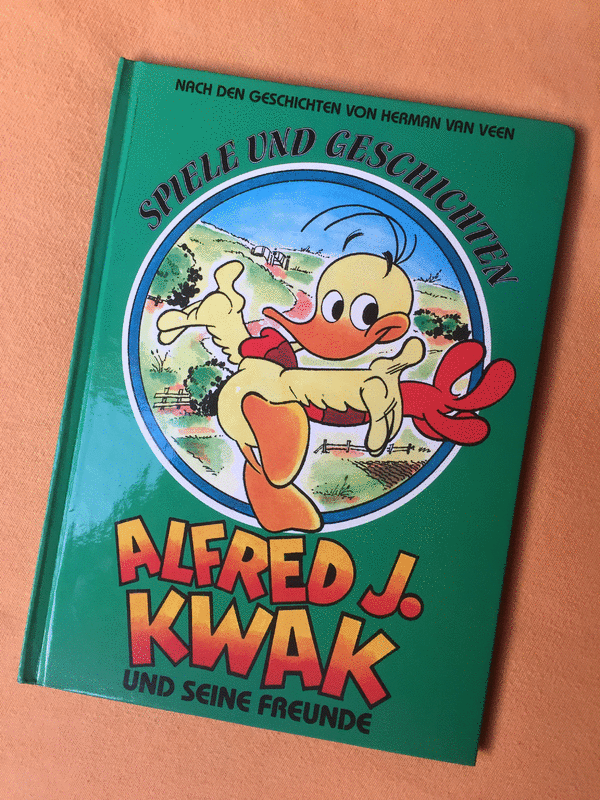 NACH DEN GESCHICHTEN VON HERMAN VAN VEEN
SPIELE UND GESCHICHTEN
ALFRED J.
KWAK
UND SEINE FREUNDE